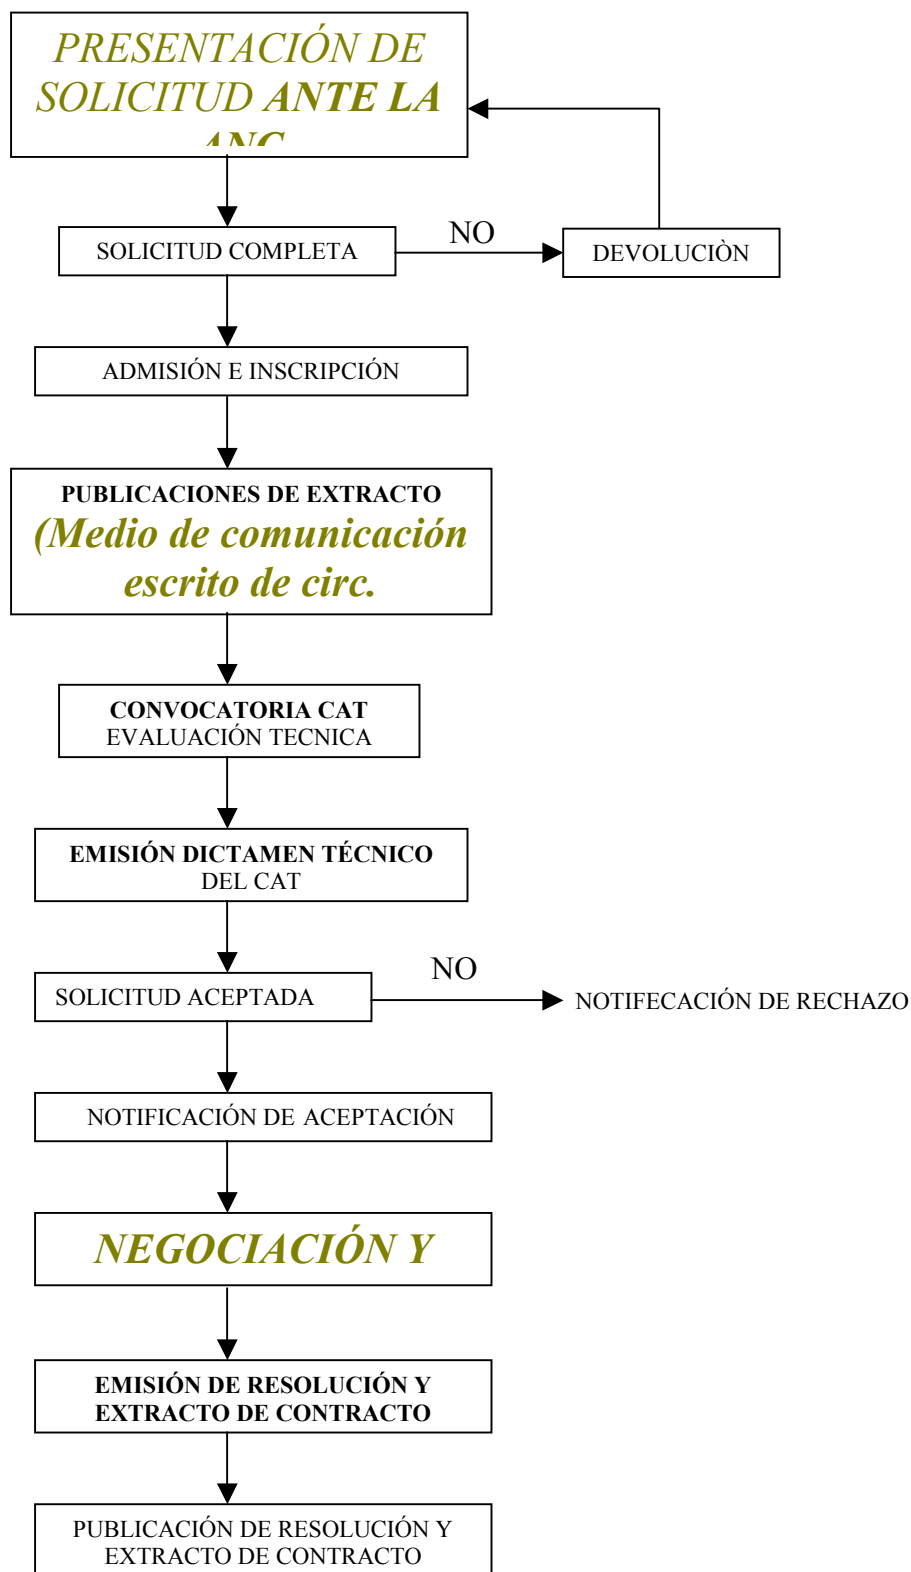 PRESENTACIÓN DE
SOLICITUD ANTE LA
ANC
SOLICITUD COMPLETA
NO
DEVOLUCIÒN
ADMISIÓN E INSCRIPCIÓN
PUBLICACIONES DE EXTRACTO
(Medio de comunicación
escrito de circ.
CONVOCATORIA CAT
EVALUACIÓN TECNICA
EMISIÓN DICTAMEN TÉCNICO
DEL CAT
SOLICITUD ACEPTADA
NO
NOTIFECACIÓN DE RECHAZO
NOTIFICACIÓN DE ACEPTACIÓN
NEGOCIACIÓN Y
EMISIÓN DE RESOLUCIÓN Y
EXTRACTO DE CONTRACTO
PUBLICACIÓN DE RESOLUCIÓN Y
EXTRACTO DE CONTRACTO